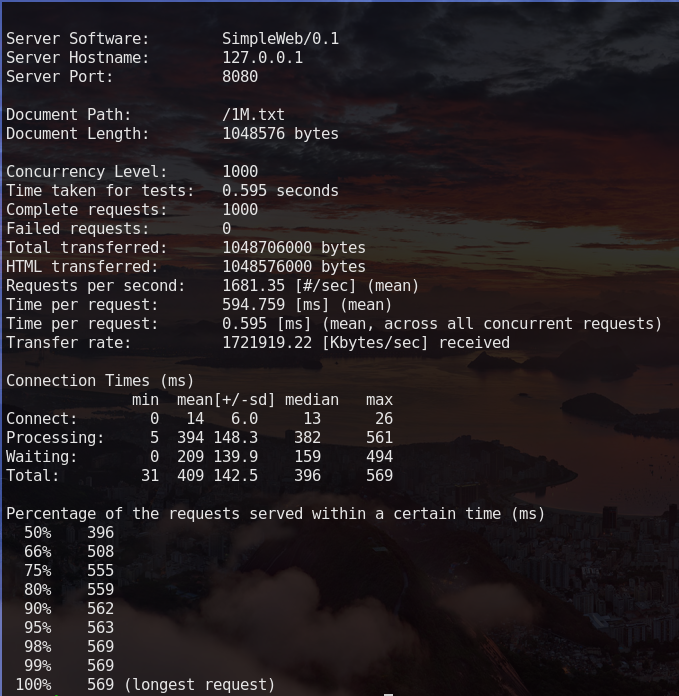 Server Software:        SimpleWeb/0.1
Server Hostname:        127.0.0.1
Server Port:            8080
Document Path:          /1M.txt
Document Length:        1048576 bytes
Concurrency Level:      1000
Time taken for tests:   0.595 seconds
Complete requests:      1000
Failed requests:        0
Total transferred:      1048706000 bytes
HTML transferred:       1048576000 bytes
Requests per second:    1681.35 [#/sec] (mean)
Time per request:       594.759 [ms] (mean)
Time per request:       0.595 [ms] (mean, across all concurrent requests)
Transfer rate:          1721919.22 [Kbytes/sec] received
Connection Times (ms)
              min  mean[+/-sd] median   max
Connect:        0   14   6.0     13      26
Processing:     5  394 148.3    382     561
Waiting:        0  209 139.9    159     494
Total:         31  409 142.5    396     569
Percentage of the requests served within a certain time (ms)
  50%    396
  66%    508
  75%    555
  80%    559
  90%    562
  95%    563
  98%    569
  99%    569
 100%    569 (longest request)